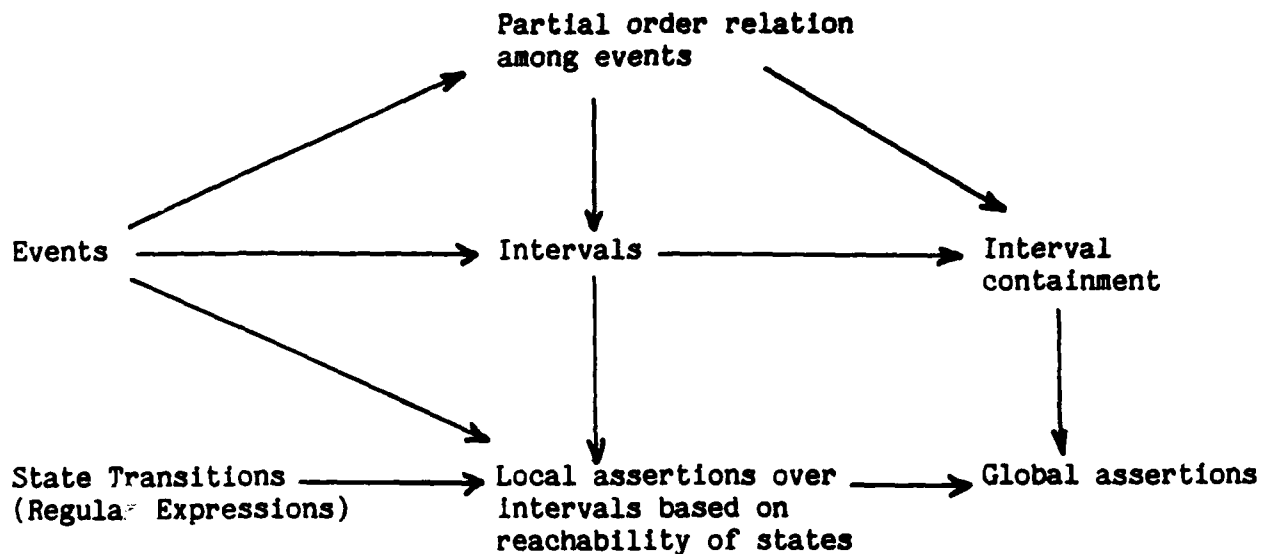 Partial order relation
among events
Events
Intervals
Interval
containment
State Transitions
(Regular Expressions)
Local assertions over
intervals based on
reachability of states
Global assertions